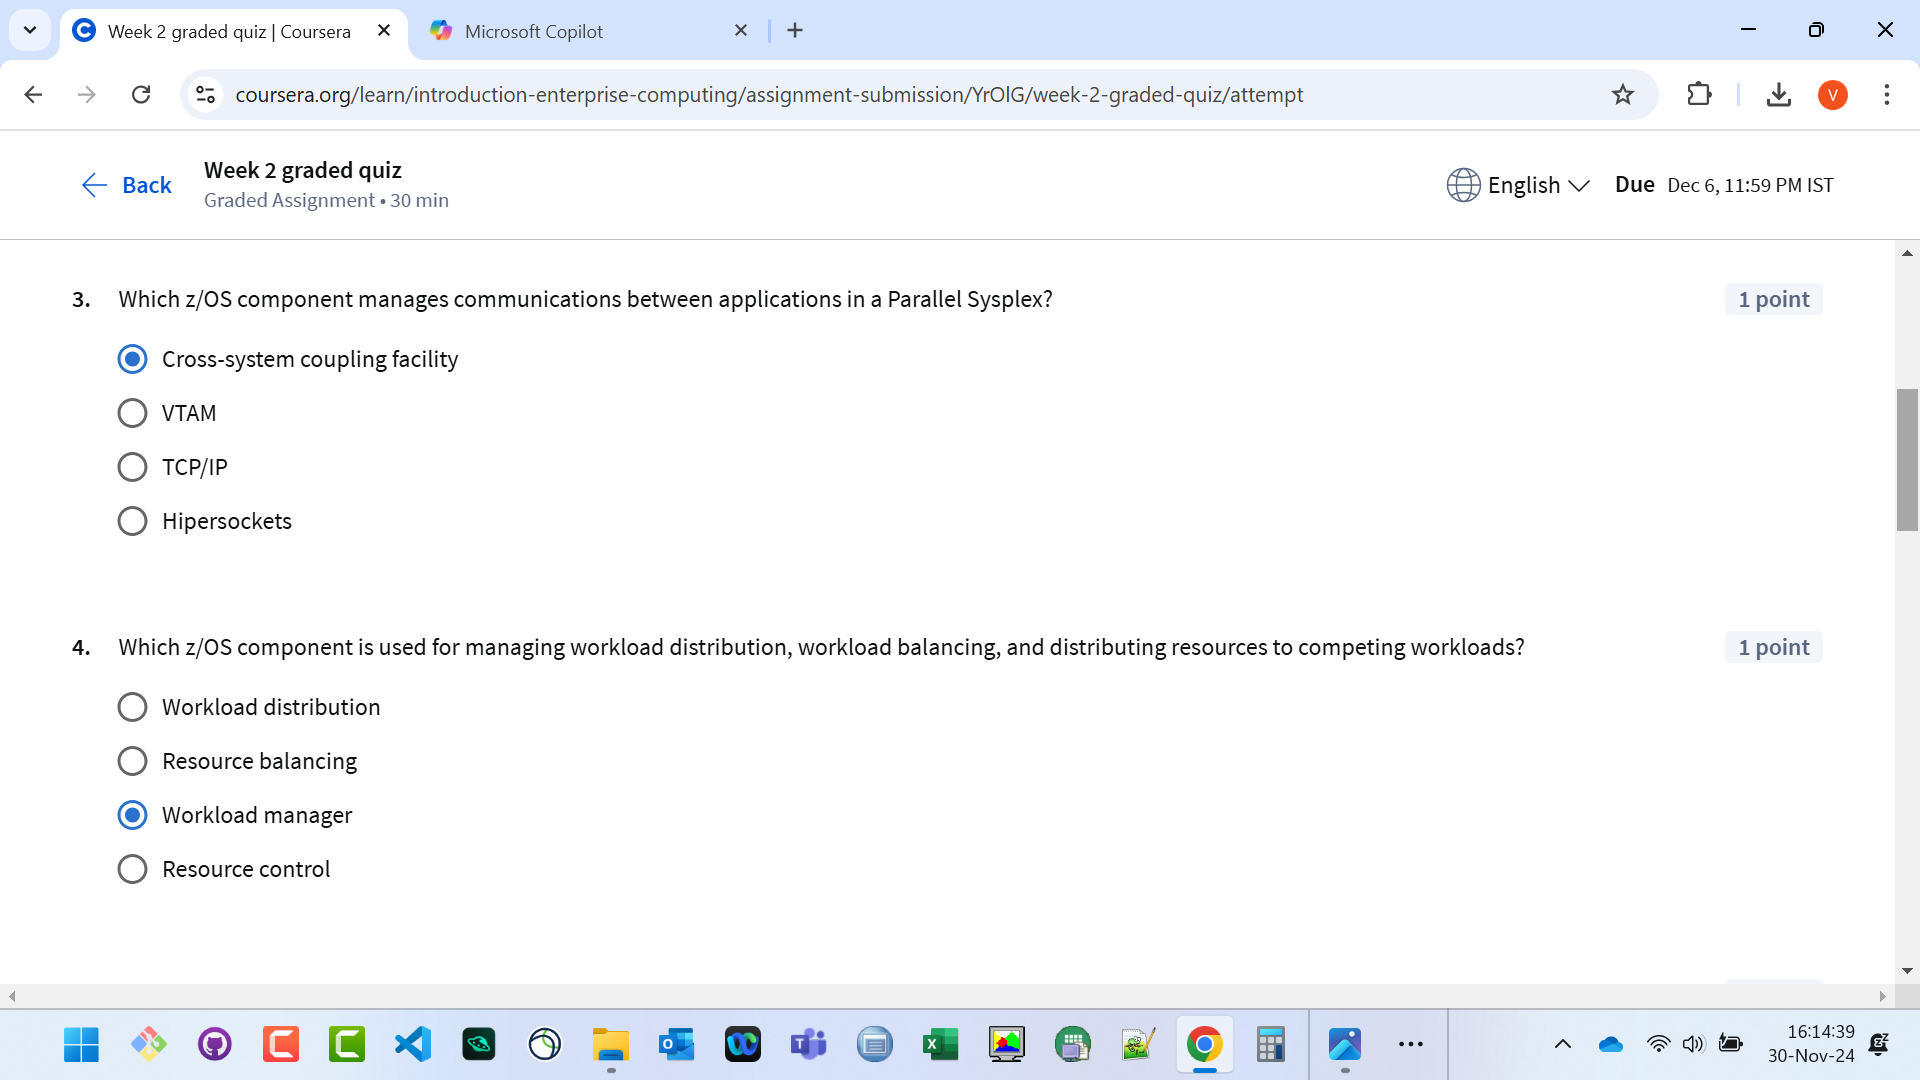 Week 2 graded quiz | Coursera
Microsoft Copilot
coursera.org/learn/introduction-enterprise-computing/assignment-submission/YrOlG/week-2-graded-quiz/attempt
V
Back
Week 2 graded quiz
Graded Assignment • 30 min
English
Due Dec 6, 11:59 PM IST
3. Which z/OS component manages communications between applications in a Parallel Sysplex?
1 point
Cross-system coupling facility
VTAM
TCP/IP
Hipersockets
4. Which z/OS component is used for managing workload distribution, workload balancing, and distributing resources to competing workloads?
1 point
Workload distribution
Resource balancing
Workload manager
Resource control
16:14:39
30-Nov-24